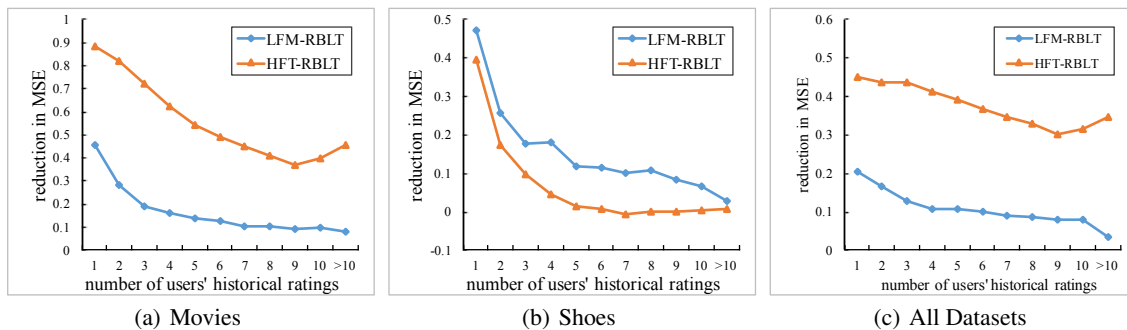 1
0.9
0.8
0.7
0.6
0.5
0.4
0.3
0.2
0.1
0
reduction in MSE
LFM-RBLT
HFT-RBLT
1 2 3 4 5 6 7 8 9 10 >10
number of users' historical ratings
(a) Movies
0.5
0.4
0.3
0.2
0.1
0
-0.1
reduction in MSE
LFM-RBLT
HFT-RBLT
1 2 3 4 5 6 7 8 9 10 >10
number of users' historical ratings
(b) Shoes
0.6
0.5
0.4
0.3
0.2
0.1
0
reduction in MSE
LFM-RBLT
HFT-RBLT
1 2 3 4 5 6 7 8 9 10 >10
number of users' historical ratings
(c) All Datasets